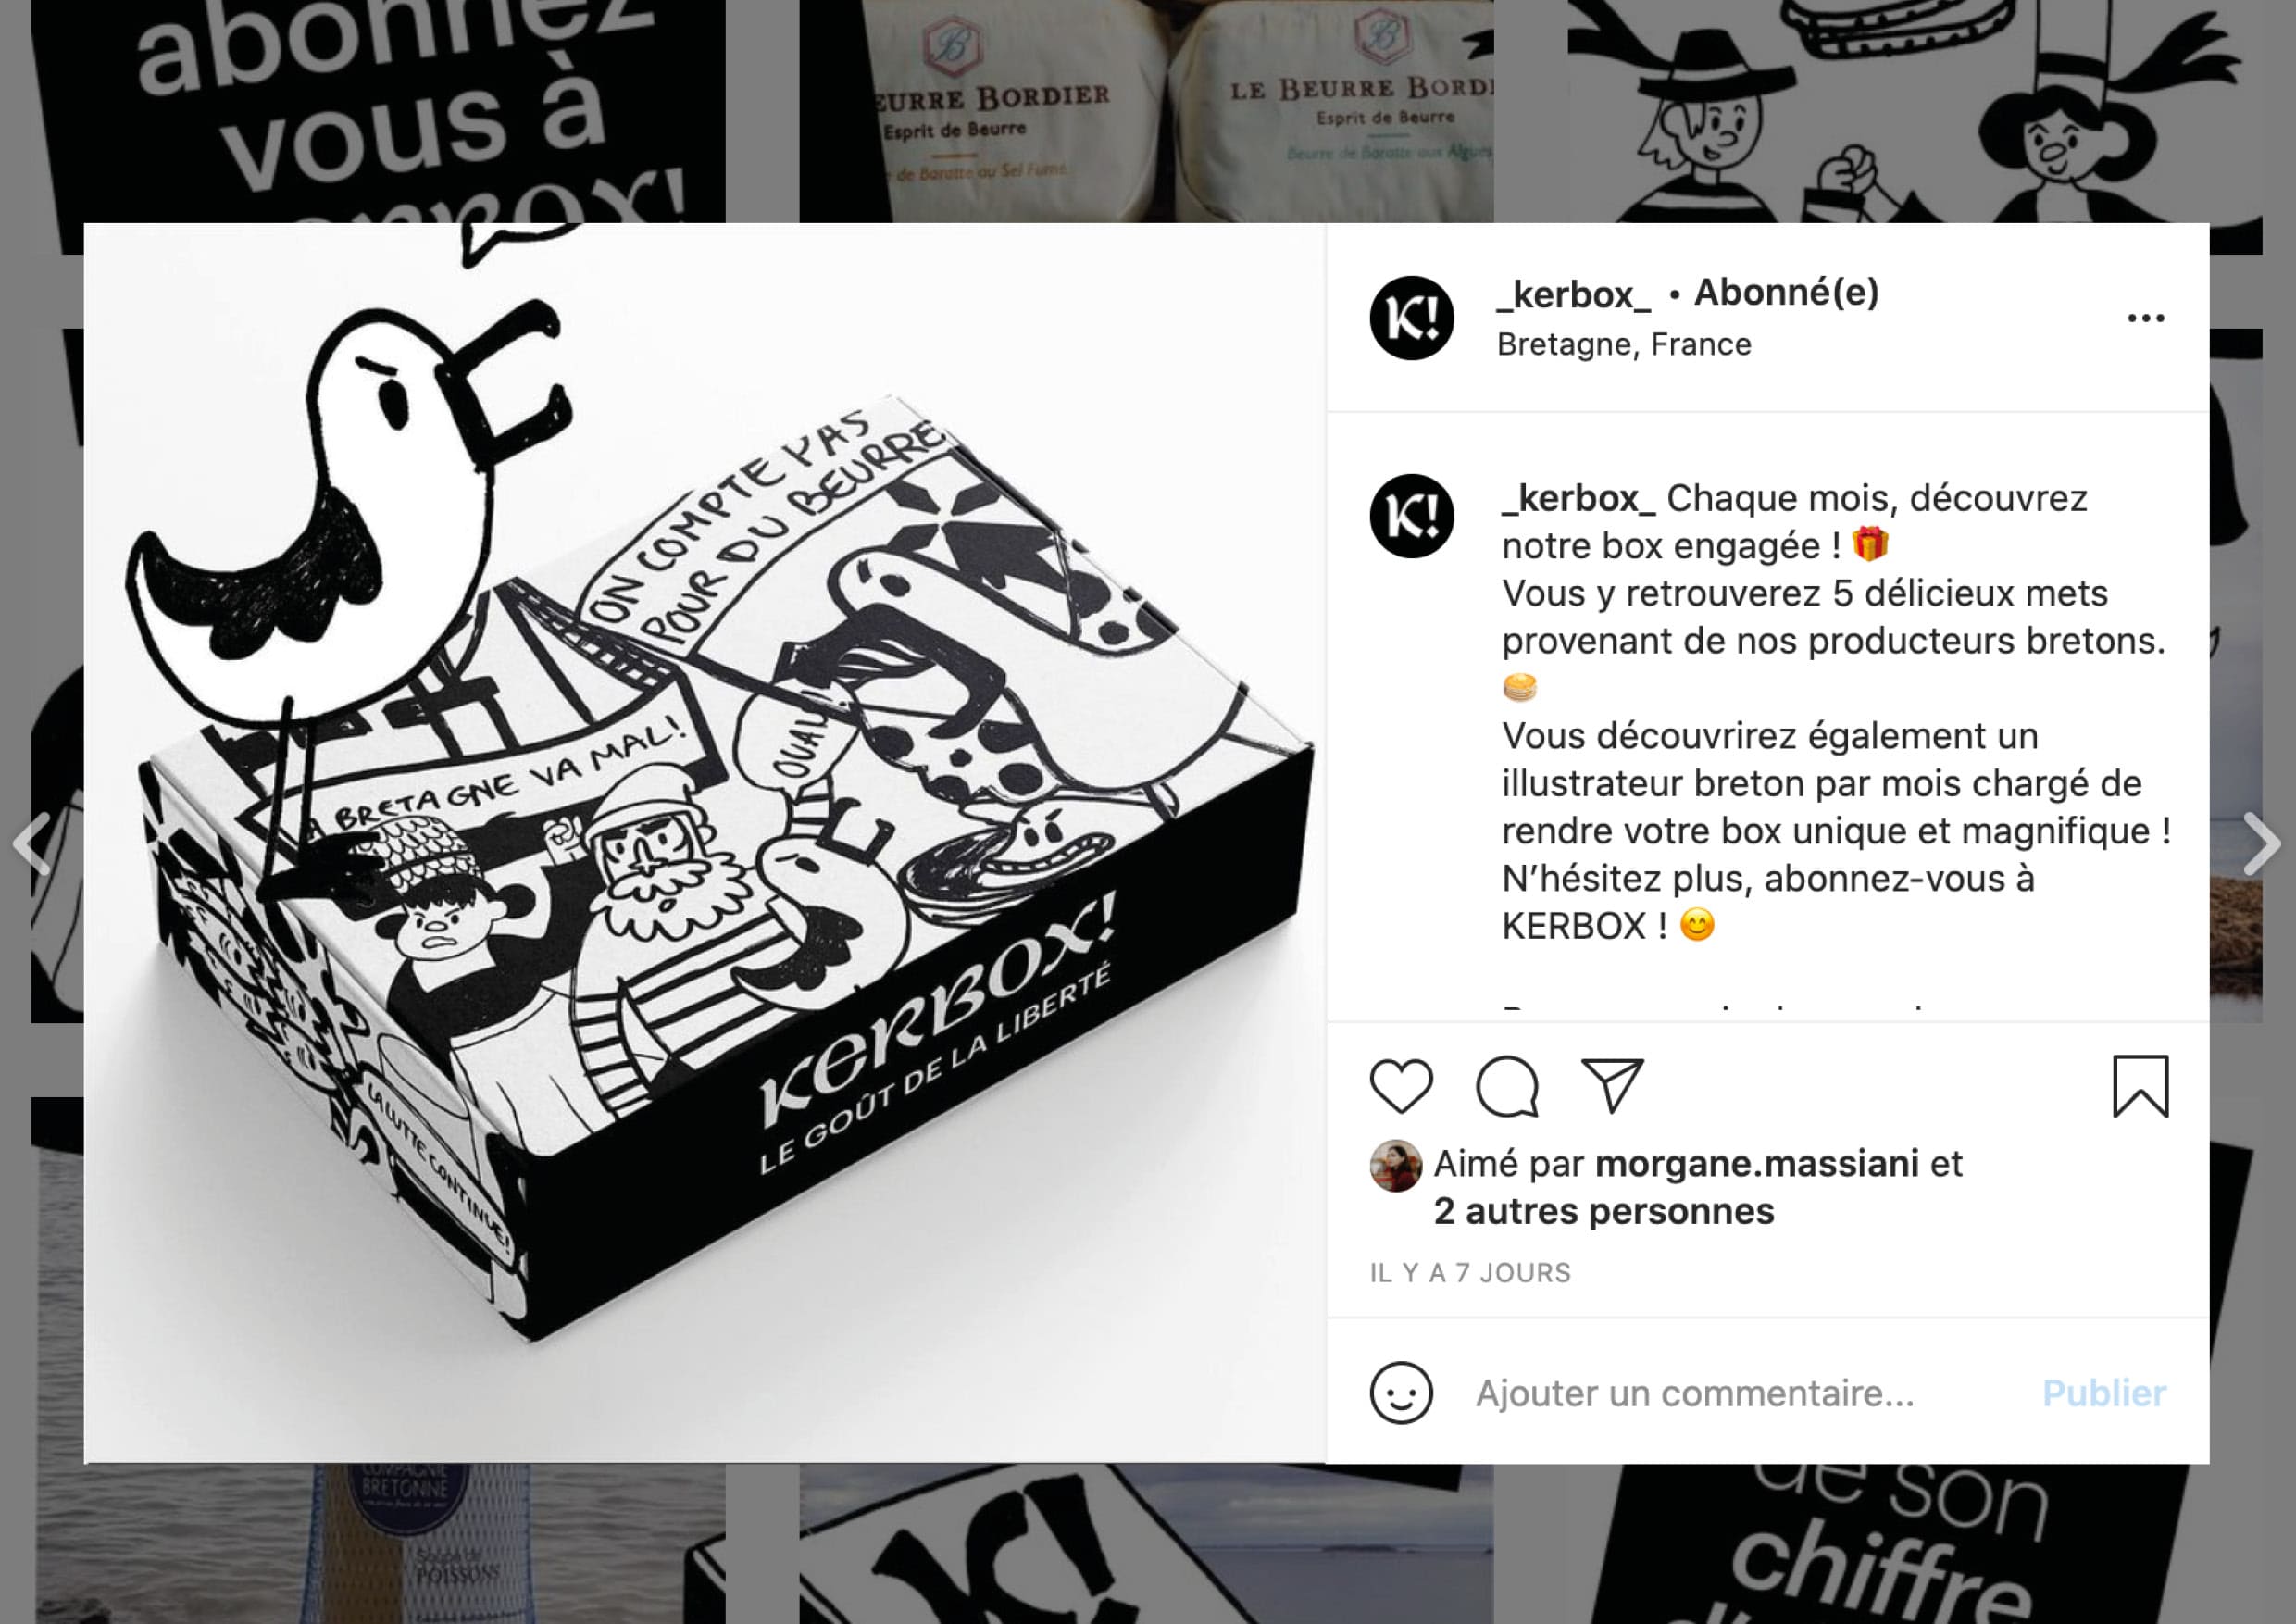 abonnez
vous à
EURRE BORDIER
Esprit de Beurre
de Baratte au Sel Fumé
LE BEURRE BORDI
Esprit de Beurre
Beurre de Baratte aux Algues
ON COMPTE PAS
POUR DU BEURRE
OUAI!
A BRETAGNE VA MAL!
KERBOX!
LE GOÛT DE LA LIBERTÉ
LA LUTTE CONTINUE!
K!
_kerbox_ • Abonné(e)
Bretagne, France
K!
_kerbox_ Chaque mois, découvrez
notre box engagée ! 🎁
Vous y retrouverez 5 délicieux mets
provenant de nos producteurs bretons.
🥞
Vous découvrirez également un
illustrateur breton par mois chargé de
rendre votre box unique et magnifique !
N’hésitez plus, abonnez-vous à
KERBOX ! 😊
Aimé par morgane.massiani et
2 autres personnes
IL Y A 7 JOURS
Ajouter un commentaire... Publier
COMPAGNIE
BRETONNE
Soupe de
POISSONS
K!
de son
chiffre